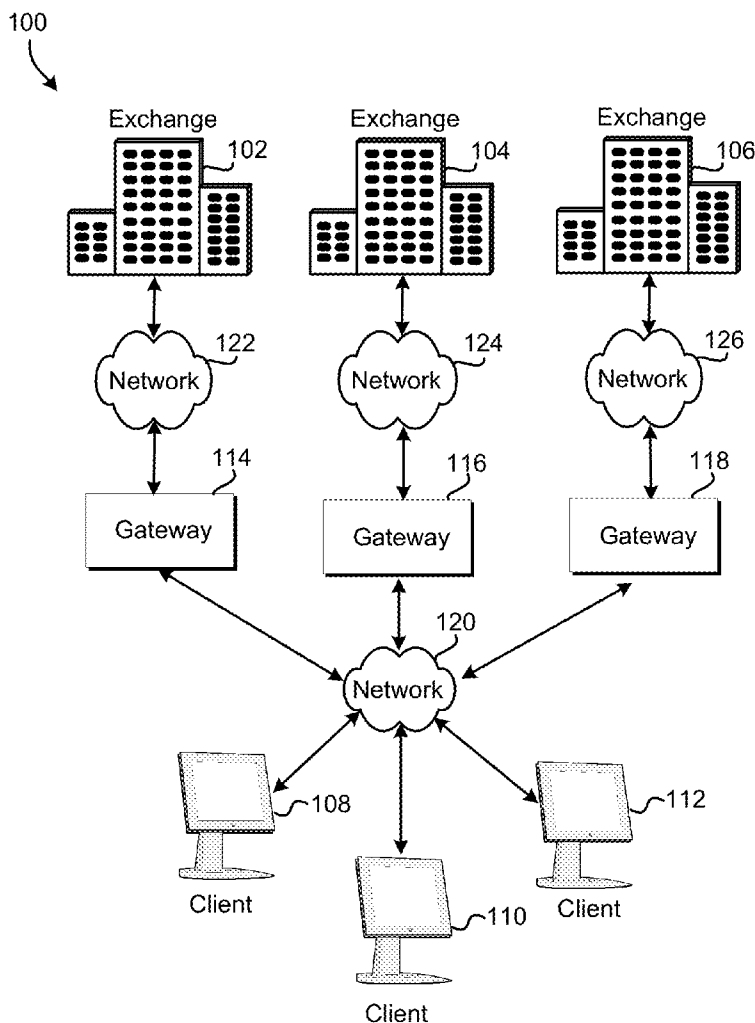 100
Exchange
102
Exchange
104
Exchange
106
Network
122
Network
124
Network
126
Gateway
114
Gateway
116
Gateway
118
Network
120
108
Client
110
Client
112
Client